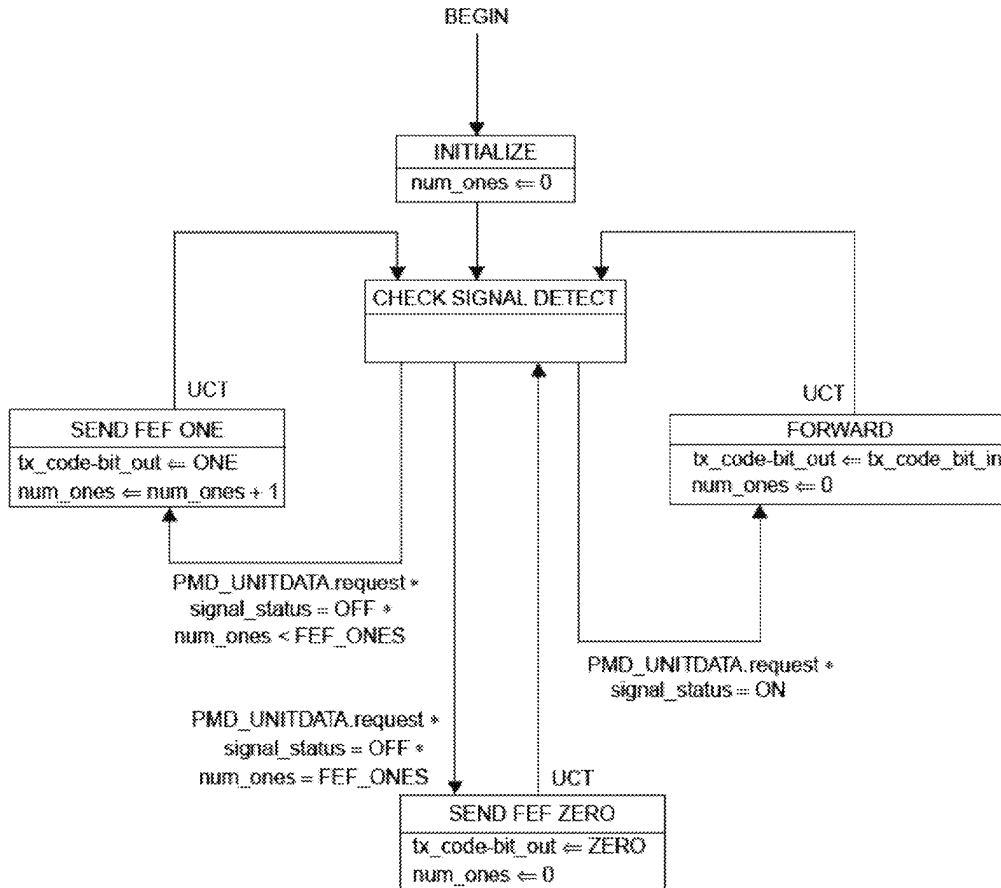 BEGIN
INITIALIZE
num_ones ⇐ 0
CHECK SIGNAL DETECT
UCT
SEND FEF ONE
tx_code-bit_out ⇐ ONE
num_ones ⇐ num_ones + 1
UCT
FORWARD
tx_code-bit_out ⇐ tx_code_bit_in
num_ones ⇐ 0
PMD_UNITDATA.request *
signal_status = OFF *
num_ones < FEF_ONES
PMD_UNITDATA.request *
signal_status = ON
PMD_UNITDATA.request *
signal_status = OFF *
num_ones = FEF_ONES
UCT
SEND FEF ZERO
tx_code-bit_out ⇐ ZERO
num_ones ⇐ 0